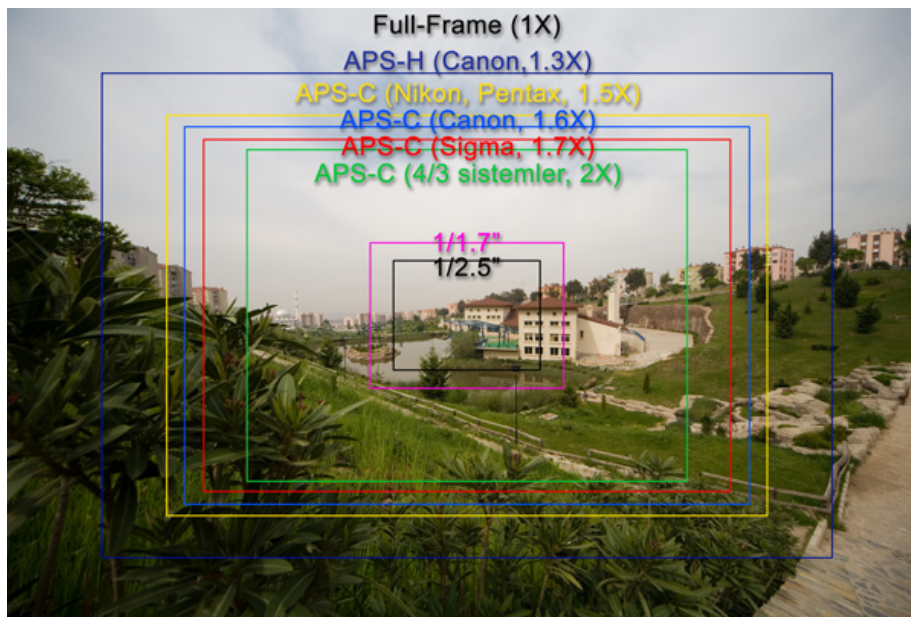 Full-Frame (1X)
APS-H (Canon,1.3X)
APS-C (Nikon, Pentax, 1.5X)
APS-C (Canon, 1.6X)
APS-C (Sigma, 1.7X)
APS-C (4/3 sistemler, 2X)
1/1.7”
1/2.5"